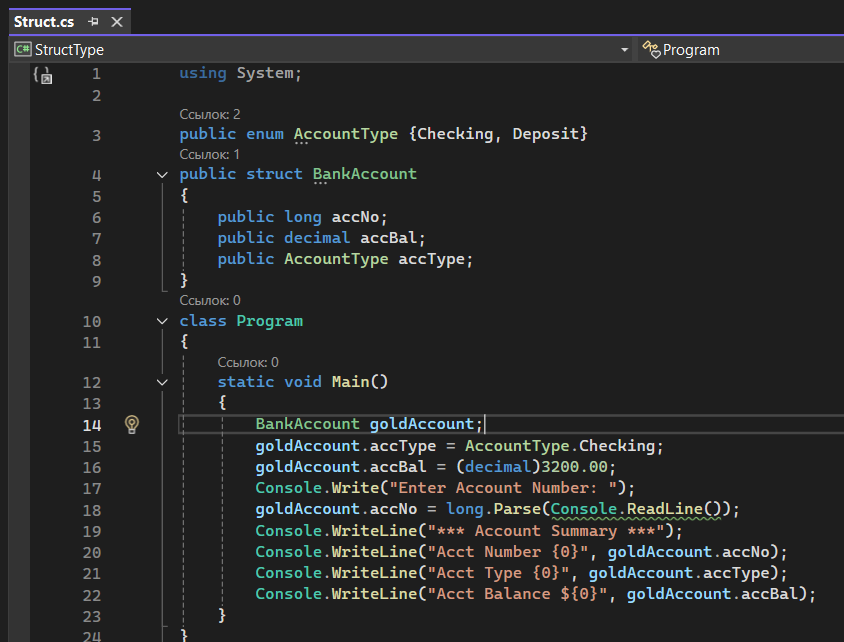 Struct.cs
StructType Program
1 using System;
2
Ссылок: 2
3 public enum AccountType {Checking, Deposit}
Ссылок: 1
4 public struct BankAccount
5 {
6 public long accNo;
7 public decimal accBal;
8 public AccountType accType;
9 }
Ссылок: 0
10 class Program
11 {
Ссылок: 0
12 static void Main()
13 {
14 BankAccount goldAccount;
15 goldAccount.accType = AccountType.Checking;
16 goldAccount.accBal = (decimal)3200.00;
17 Console.Write("Enter Account Number: ");
18 goldAccount.accNo = long.Parse(Console.ReadLine());
19 Console.WriteLine("*** Account Summary ***");
20 Console.WriteLine("Acct Number {0}", goldAccount.accNo);
21 Console.WriteLine("Acct Type {0}", goldAccount.accType);
22 Console.WriteLine("Acct Balance ${0}", goldAccount.accBal);
23 }
24 }